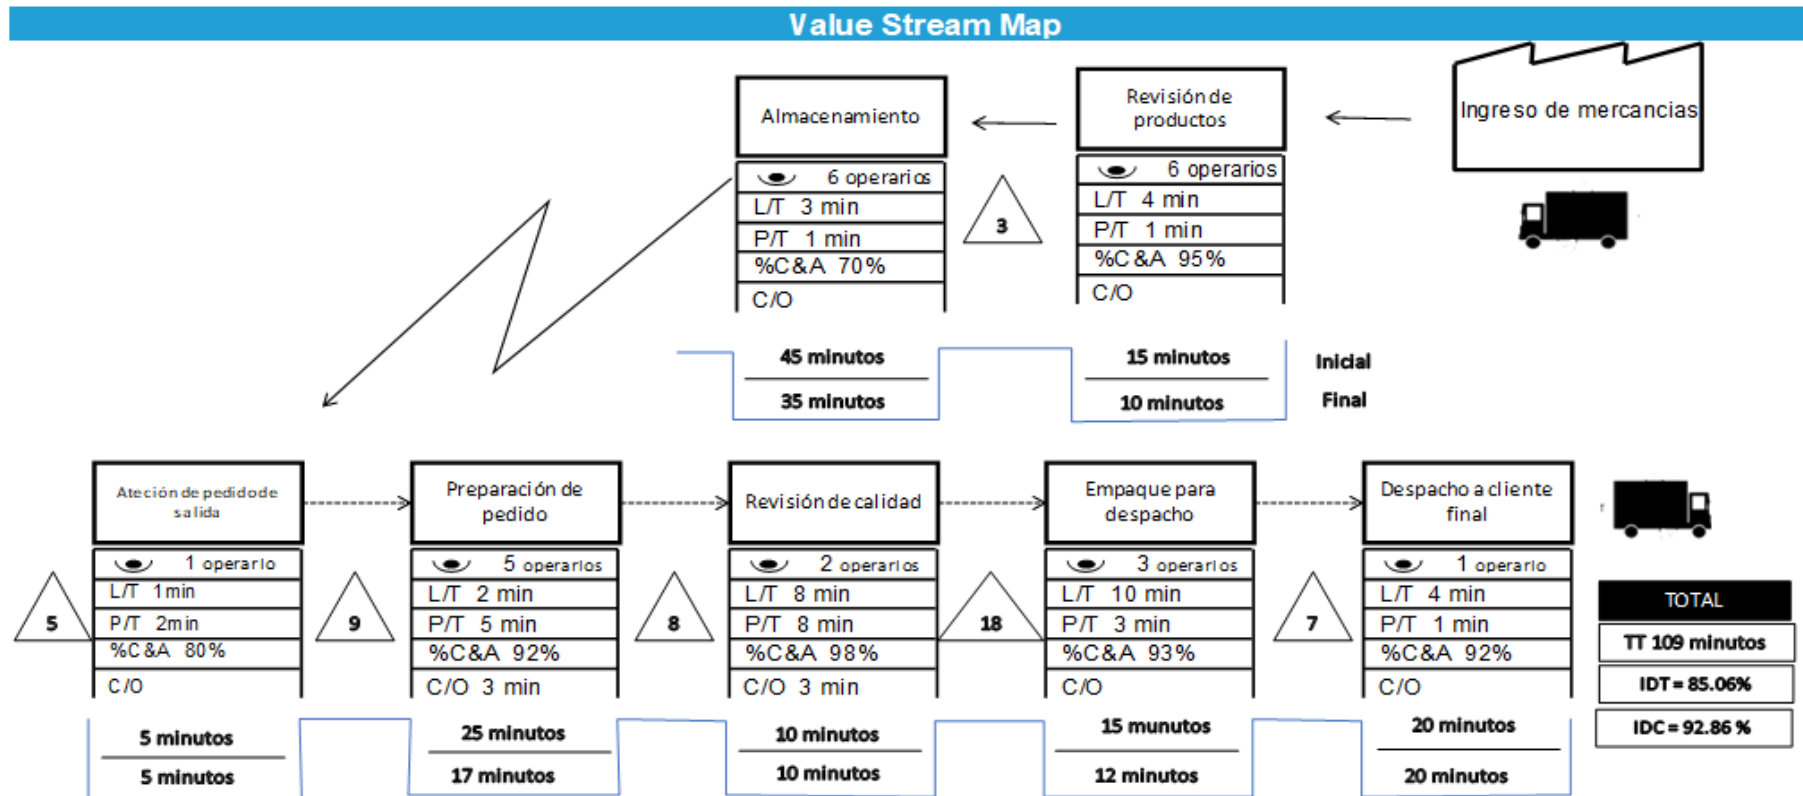 Value Stream Map
Almacenamiento
6 operarios
L/T 3 min
P/T 1 min
%C&A 70%
C/O
3
Revisión de
productos
6 operarios
L/T 4 min
P/T 1 min
%C&A 95%
C/O
Ingreso de mercancias
45 minutos
35 minutos
15 minutos
10 minutos
Inicial
Final
5
Ateción de pedido de
salida
1 operario
L/T 1min
P/T 2min
%C&A 80%
C/O
5 minutos
5 minutos
9
Preparación de
pedido
5 operarios
L/T 2 min
P/T 5 min
%C&A 92%
C/O 3 min
25 minutos
17 minutos
8
Revisión de calidad
2 operarios
L/T 8 min
P/T 8 min
%C&A 98%
C/O 3 min
10 minutos
10 minutos
18
Empaque para
despacho
3 operarios
L/T 10 min
P/T 3 min
%C&A 93%
C/O
15 munutos
12 minutos
7
Despacho a cliente
final
1 operario
L/T 4 min
P/T 1 min
%C&A 92%
C/O
20 minutos
20 minutos
TOTAL
TT 109 minutos
IDT = 85.06%
IDC = 92.86 %